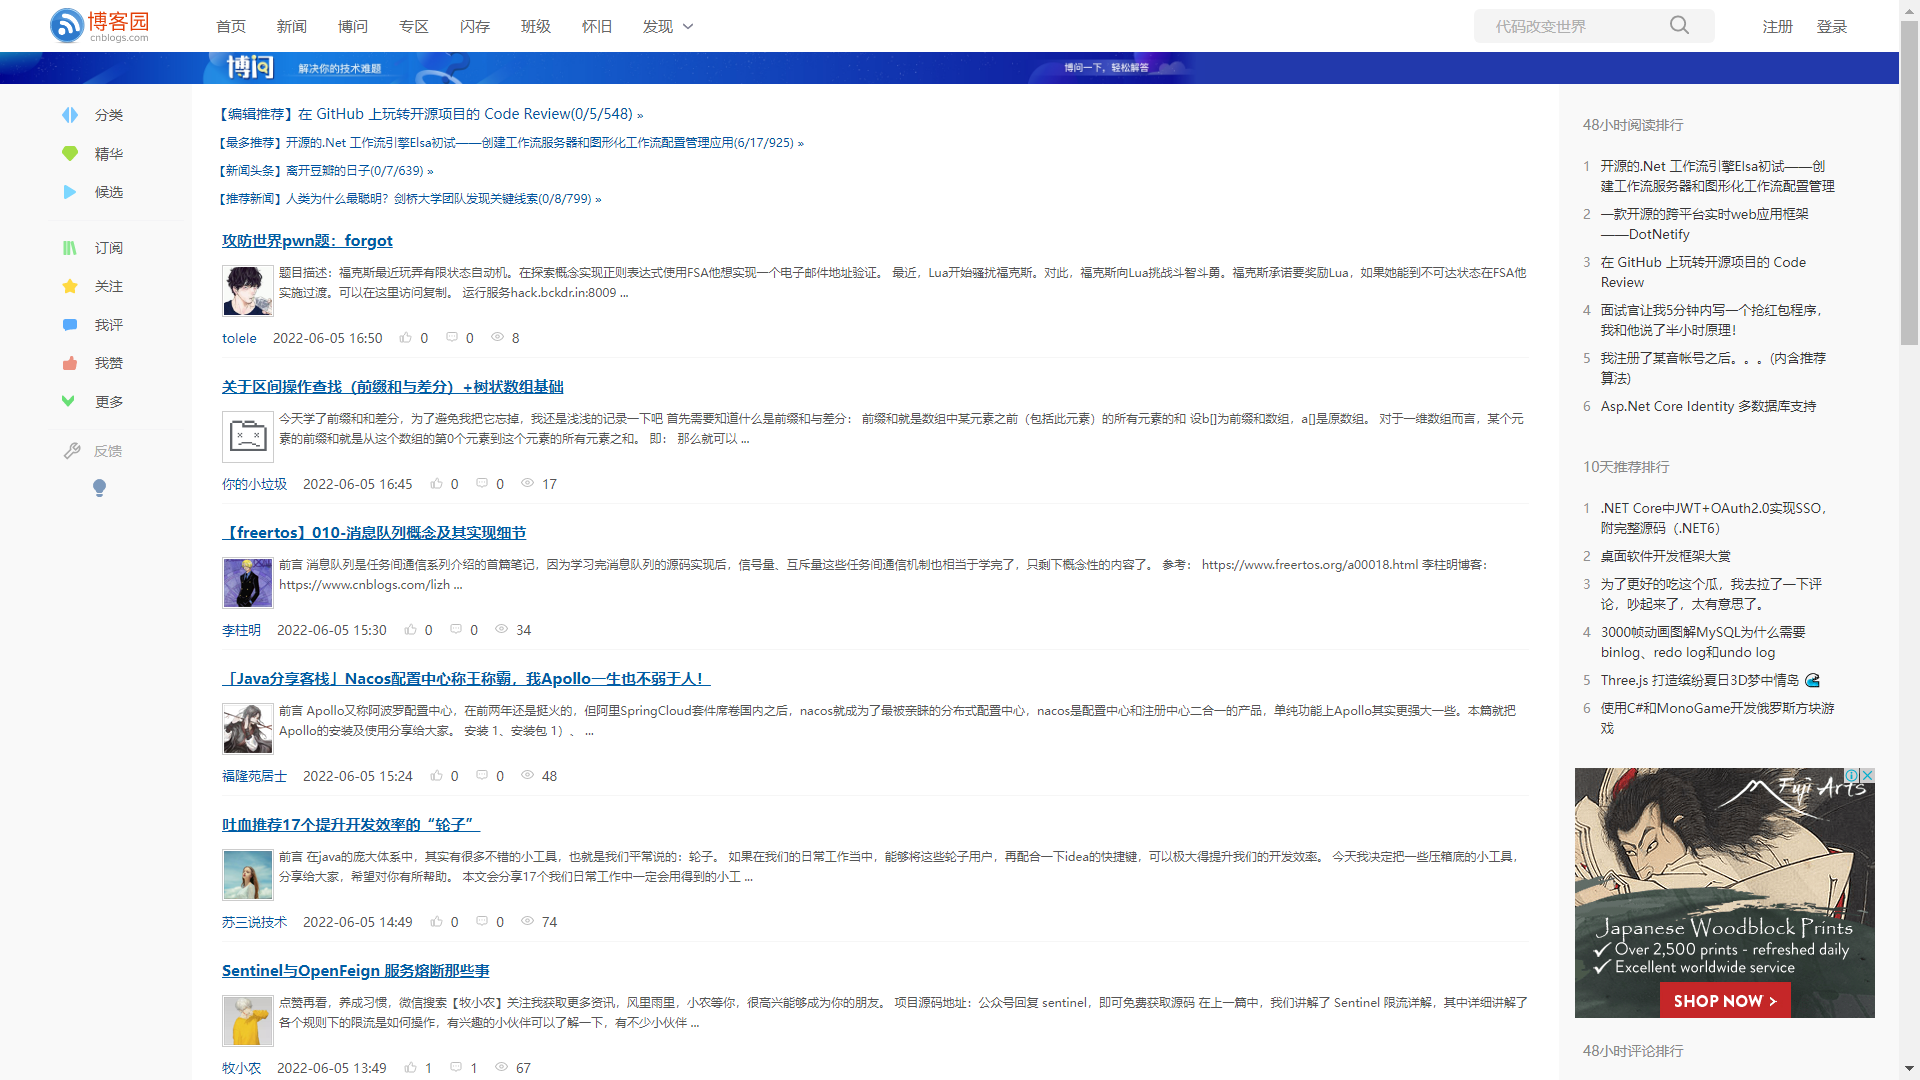 博客园
cnblogs.com
首页 新闻 博问 专区 闪存 班级 怀旧 发现
代码改变世界
注册 登录
博问 解决你的技术难题 博问一下，轻松解答
分类
精华
候选
订阅
关注
我评
我赞
更多
反馈
【编辑推荐】在 GitHub 上玩转开源项目的 Code Review(0/5/548) »
【最多推荐】开源的.Net 工作流引擎Elsa初试——创建工作流服务器和图形化工作流配置管理应用(6/17/925) »
【新闻头条】离开豆瓣的日子(0/7/639) »
【推荐新闻】人类为什么最聪明？剑桥大学团队发现关键线索(0/8/799) »
攻防世界pwn题：forgot
题目描述：福克斯最近玩弄有限状态自动机。在探索概念实现正则表达式使用FSA他想实现一个电子邮件地址验证。 最近，Lua开始骚扰福克斯。对此，福克斯向Lua挑战斗智斗勇。福克斯承诺要奖励Lua，如果她能到不可达状态在FSA他
实施过渡。可以在这里访问复制。 运行服务hack.bckdr.in:8009 ...
tolele 2022-06-05 16:50 0 0 8
关于区间操作查找（前缀和与差分）+树状数组基础
今天学了前缀和和差分，为了避免我把它忘掉，我还是浅浅的记录一下吧 首先需要知道什么是前缀和与差分： 前缀和就是数组中某元素之前（包括此元素）的所有元素的和 设b[]为前缀和数组，a[]是原数组。 对于一维数组而言，某个元
素的前缀和就是从这个数组的第0个元素到这个元素的所有元素之和。 即： 那么就可以 ...
你的小垃圾 2022-06-05 16:45 0 0 17
【freertos】010-消息队列概念及其实现细节
前言 消息队列是任务间通信系列介绍的首篇笔记，因为学习完消息队列的源码实现后，信号量、互斥量这些任务间通信机制也相当于学完了，只剩下概念性的内容了。 参考： https://www.freertos.org/a00018.html 李柱明博客：
https://www.cnblogs.com/lizh ...
李柱明 2022-06-05 15:30 0 0 34
「Java分享客栈」Nacos配置中心称王称霸，我Apollo一生也不弱于人！
前言 Apollo又称阿波罗配置中心，在前两年还是挺火的，但阿里SpringCloud套件席卷国内之后，nacos就成为了最被亲睐的分布式配置中心，nacos是配置中心和注册中心二合一的产品，单纯功能上Apollo其实更强大一些。本篇就把
Apollo的安装及使用分享给大家。 安装 1、安装包 1）、 ...
福隆苑居士 2022-06-05 15:24 0 0 48
吐血推荐17个提升开发效率的“轮子”
前言 在java的庞大体系中，其实有很多不错的小工具，也就是我们平常说的：轮子。 如果在我们的日常工作当中，能够将这些轮子用户，再配合一下idea的快捷键，可以极大得提升我们的开发效率。 今天我决定把一些压箱底的小工具，
分享给大家，希望对你有所帮助。 本文会分享17个我们日常工作中一定会用得到的小工 ...
苏三说技术 2022-06-05 14:49 0 0 74
Sentinel与OpenFeign 服务熔断那些事
点赞再看，养成习惯，微信搜索【牧小农】关注我获取更多资讯，风里雨里，小农等你，很高兴能够成为你的朋友。 项目源码地址：公众号回复 sentinel，即可免费获取源码 在上一篇中，我们讲解了 Sentinel 限流详解，其中详细讲解了
各个规则下的限流是如何操作，有兴趣的小伙伴可以了解一下，有不少小伙伴 ...
牧小农 2022-06-05 13:49 1 1 67
48小时阅读排行
1 开源的.Net 工作流引擎Elsa初试——创
建工作流服务器和图形化工作流配置管理
2 一款开源的跨平台实时web应用框架
——DotNetify
3 在 GitHub 上玩转开源项目的 Code
Review
4 面试官让我5分钟内写一个抢红包程序，
我和他说了半小时原理！
5 我注册了某音帐号之后。。。(内含推荐
算法)
6 Asp.Net Core Identity 多数据库支持
10天推荐排行
1 .NET Core中JWT+OAuth2.0实现SSO，
附完整源码（.NET6）
2 桌面软件开发框架大赏
3 为了更好的吃这个瓜，我去拉了一下评
论，吵起来了，太有意思了。
4 3000帧动画图解MySQL为什么需要
binlog、redo log和undo log
5 Three.js 打造缤纷夏日3D梦中情岛
6 使用C#和MonoGame开发俄罗斯方块游
戏
Fuji Arts
Japanese Woodblock Prints
Over 2,500 prints - refreshed daily
Excellent worldwide service
SHOP NOW >
48小时评论排行